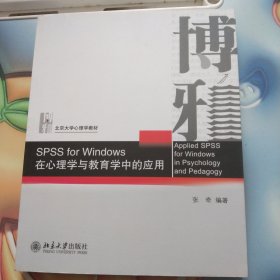 博雅
北京大学心理学教材
SPSS for Windows
在心理学与教育学中的应用
Applied SPSS
for Windows
in Psychology
and Pedagogy
张奇 编著
北京大学出版社